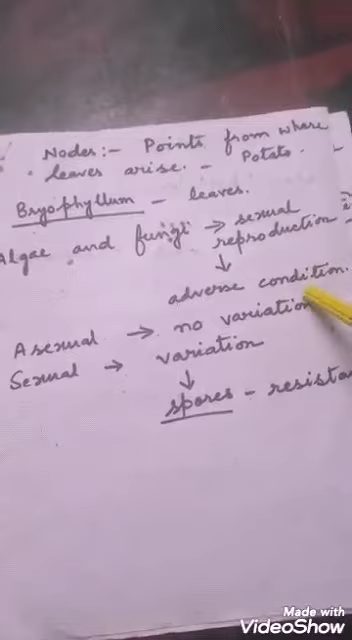 Nodes:- Points from where
leaves arise. - Potato.
Bryophyllum - leaves.
Algae and fungi → sexual
reproduction
↓
adverse condition.
Asexual → no variation
Sexual → variation
↓
spores - resista
Made with
VideoShow